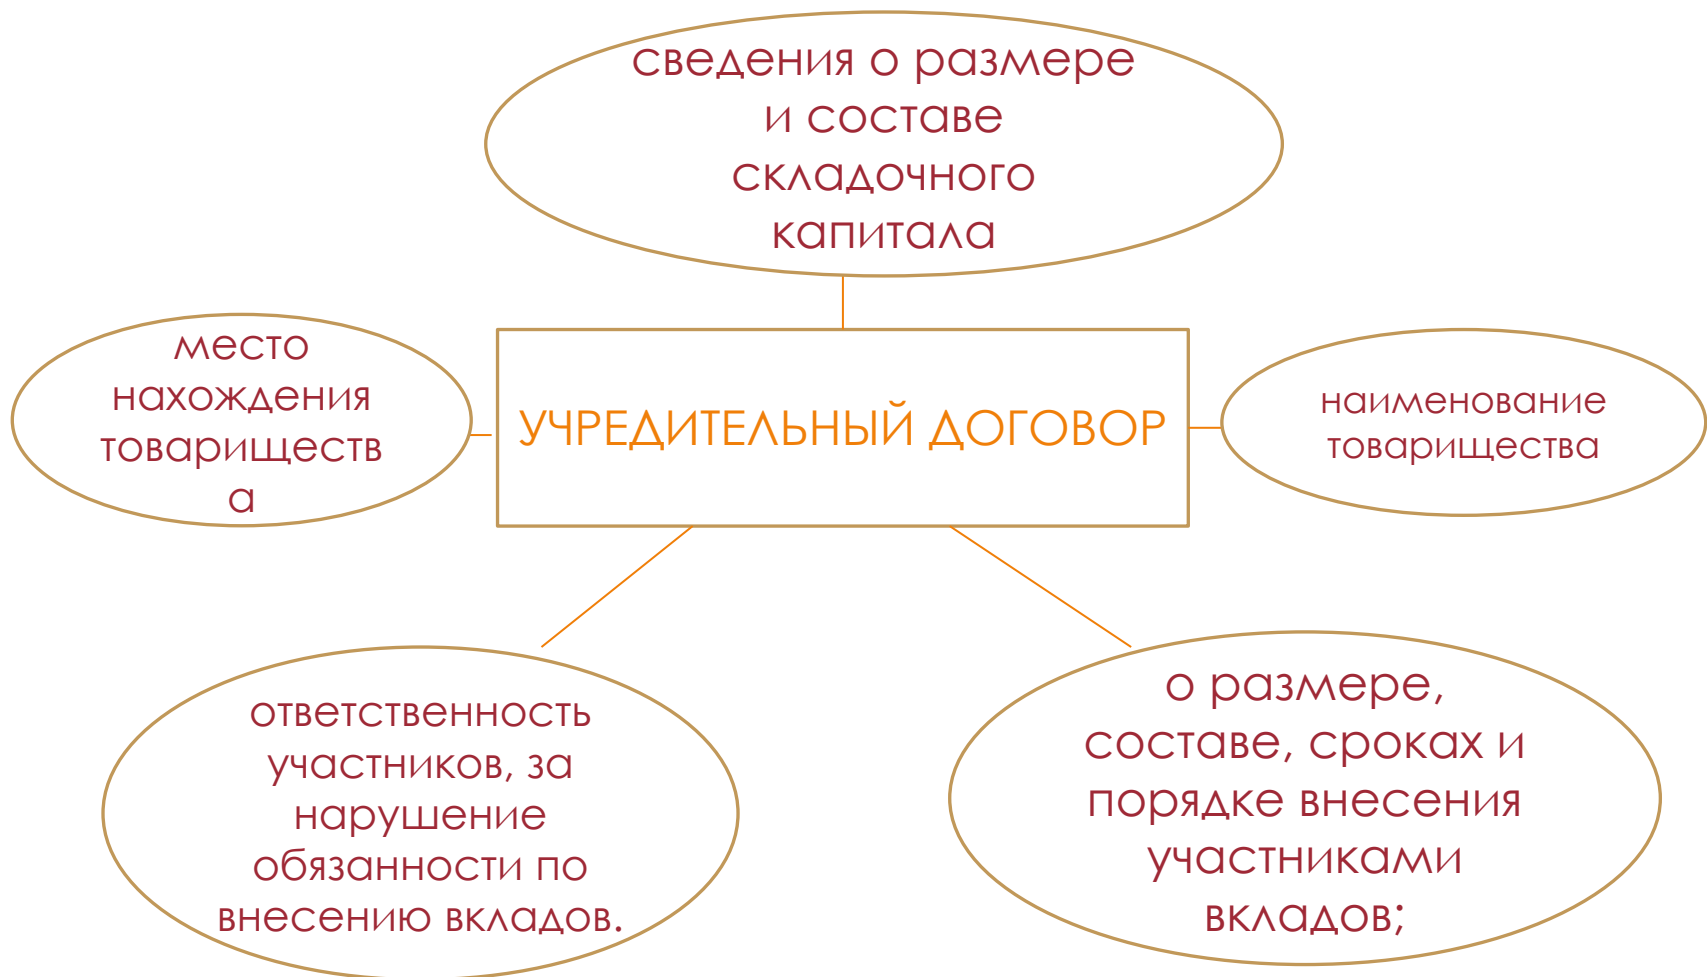 сведения о размере
и составе
складочного
капитала
место
нахождения
товариществ
а
УЧРЕДИТЕЛЬНЫЙ ДОГОВОР
наименование
товарищества
ответственность
участников, за
нарушение
обязанности по
внесению вкладов.
о размере,
составе, сроках и
порядке внесения
участниками
вкладов;